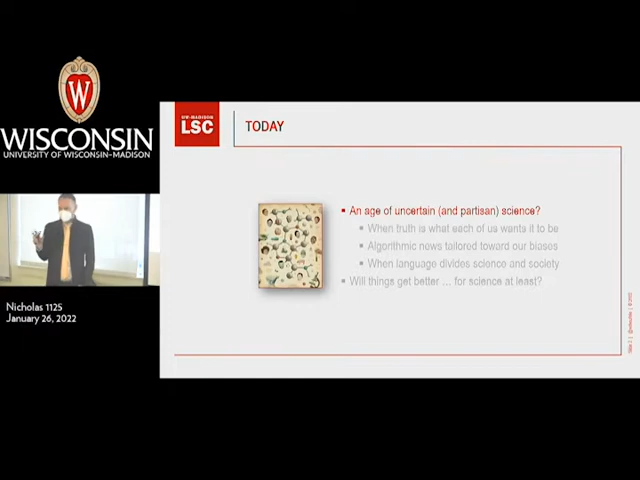 W
WISCONSIN
UNIVERSITY OF WISCONSIN–MADISON
Nicholas 1125
January 26, 2022
UW-MADISON
LSC
TODAY
▪ An age of uncertain (and partisan) science?
▪ When truth is what each of us wants it to be
▪ Algorithmic news tailored toward our biases
▪ When language divides science and society
▪ Will things get better … for science at least?